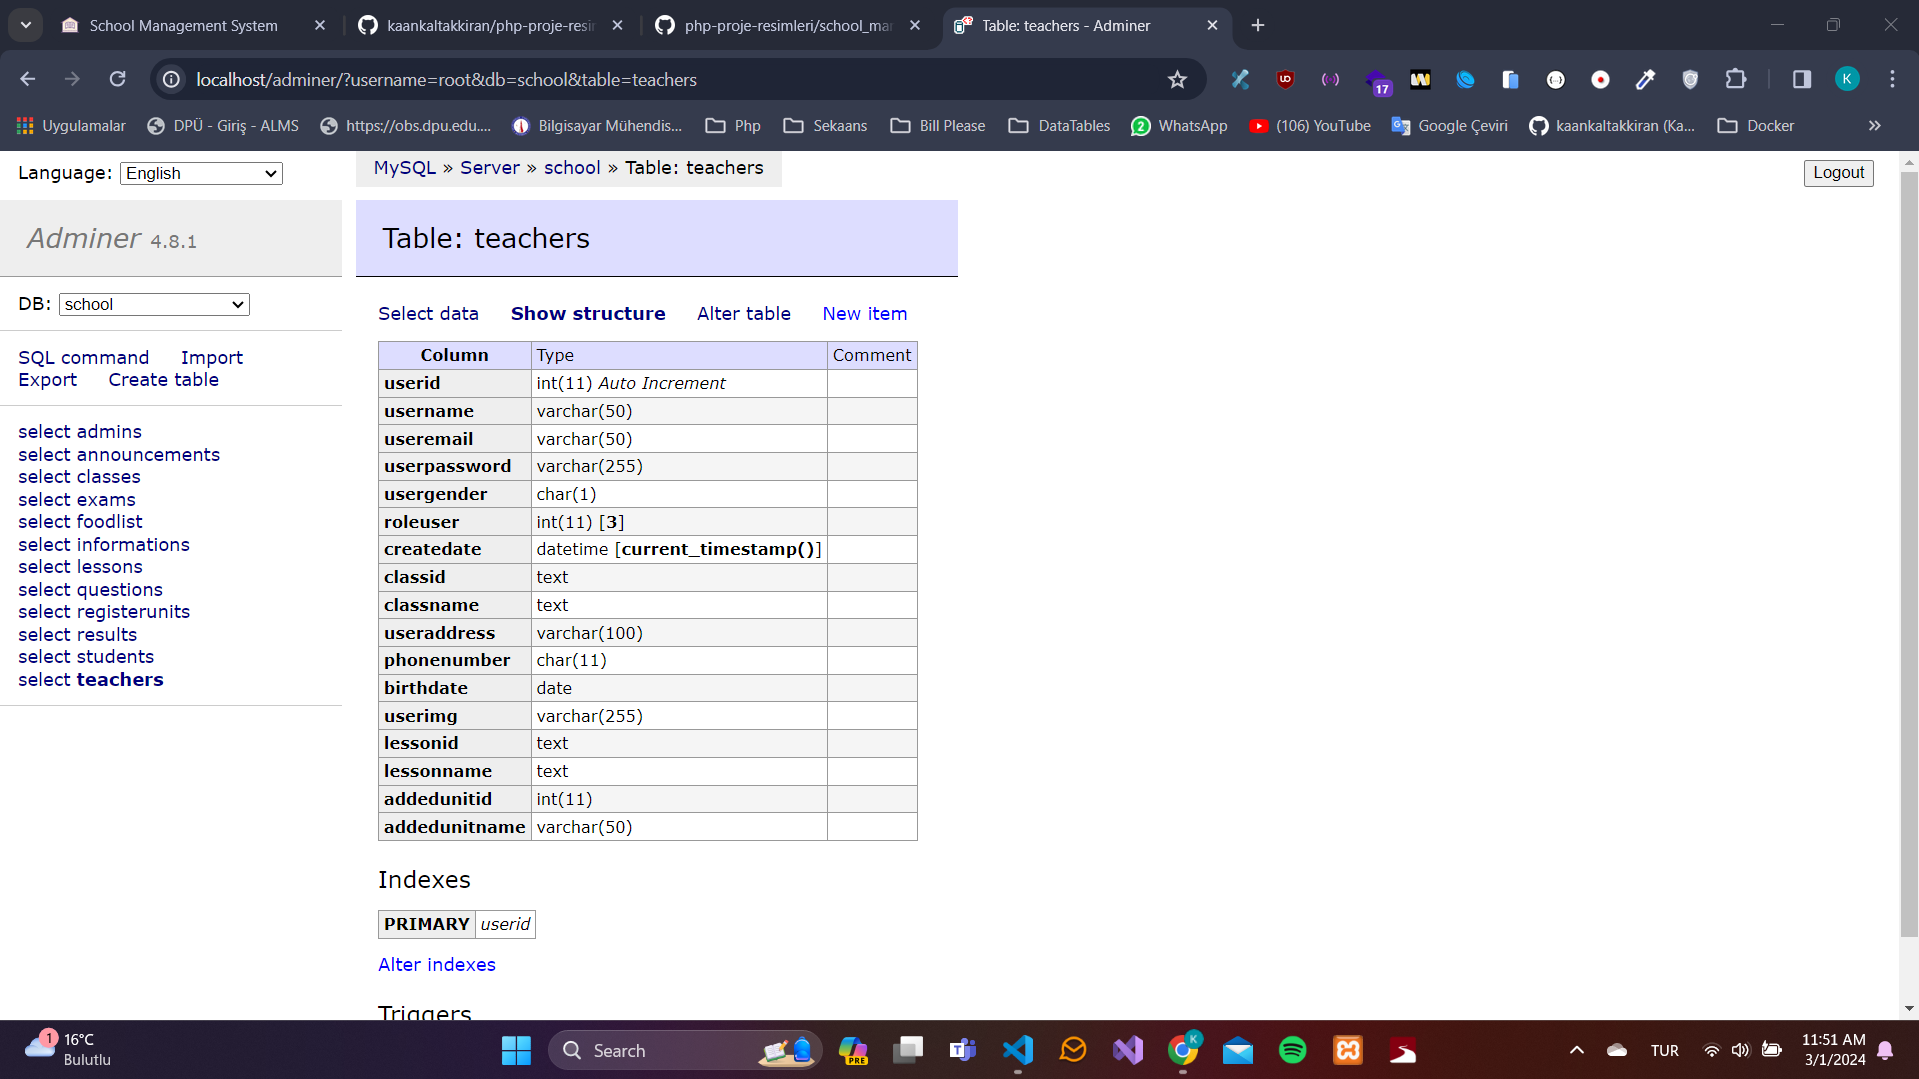 School Management System
kaankaltakkiran/php-proje-resim
php-proje-resimleri/school_mar
Table: teachers - Adminer
localhost/adminer/?username=root&db=school&table=teachers
17
K
Uygulamalar
DPÜ - Giriş - ALMS
https://obs.dpu.edu....
Bilgisayar Mühendis...
Php
Sekaans
Bill Please
DataTables
WhatsApp
(106) YouTube
Google Çeviri
kaankaltakkiran (Ka...
Docker
Language: English
MySQL » Server » school » Table: teachers
Logout
Adminer 4.8.1
Table: teachers
DB: school
Select data Show structure Alter table New item
SQL command Import
Export Create table
select admins
select announcements
select classes
select exams
select foodlist
select informations
select lessons
select questions
select registerunits
select results
select students
select teachers
Column Type Comment
userid int(11) Auto Increment
username varchar(50)
useremail varchar(50)
userpassword varchar(255)
usergender char(1)
roleuser int(11) [3]
createdate datetime [current_timestamp()]
classid text
classname text
useraddress varchar(100)
phonenumber char(11)
birthdate date
userimg varchar(255)
lessonid text
lessonname text
addedunitid int(11)
addedunitname varchar(50)
Indexes
PRIMARY userid
Alter indexes
Triggers
1
16°C
Bulutlu
Search
PRE
K
TUR
11:51 AM
3/1/2024